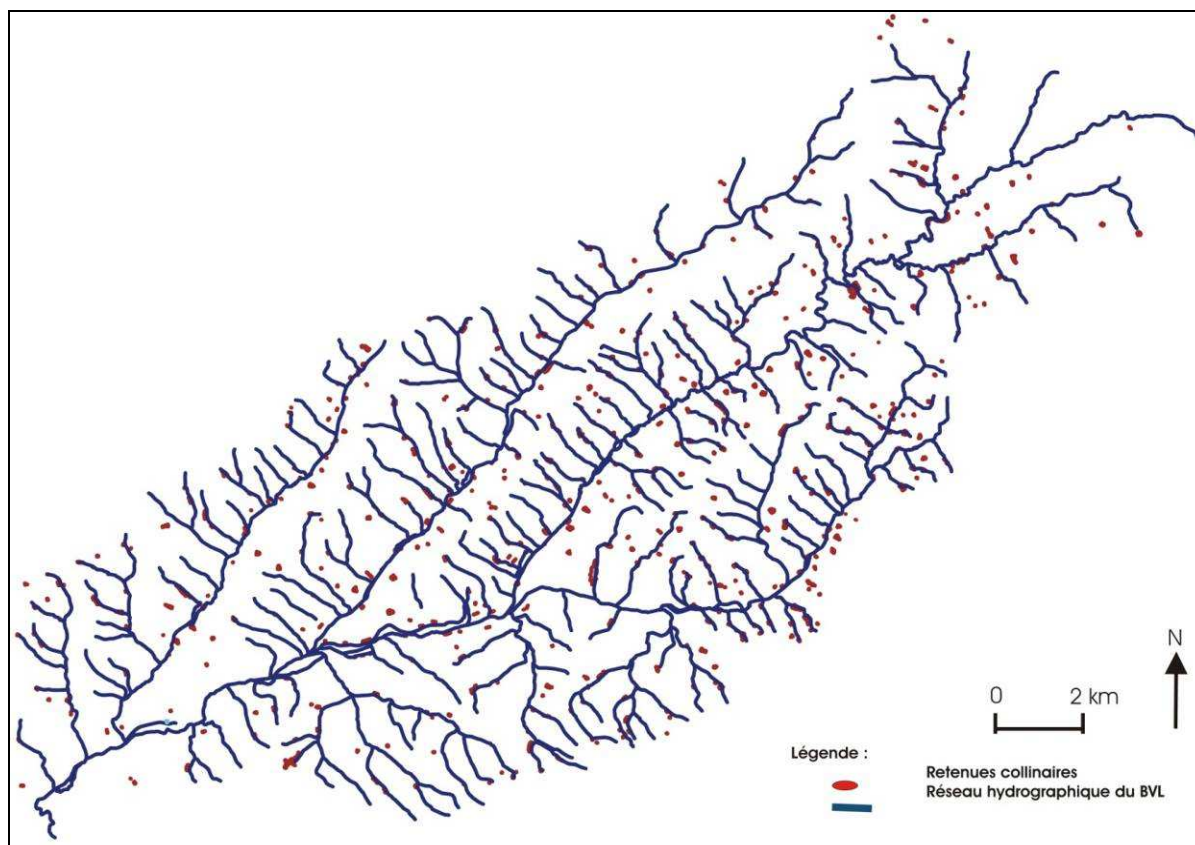 N
0 2 km
Légende :
Retenues collinaires
Réseau hydrographique du BVL